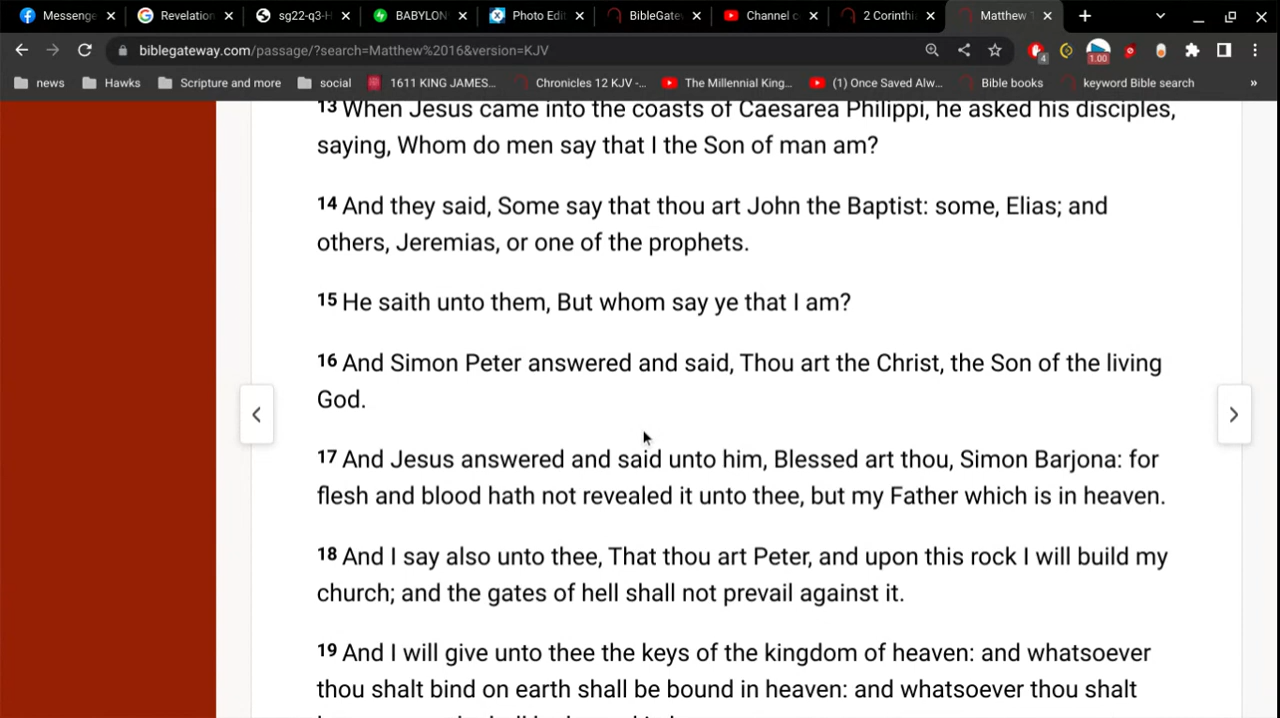 Messenge
Revelation
sg22-q3-H
BABYLON
Photo Edi
BibleGate
Channel c
2 Corinthi
Matthew
biblegateway.com/passage/?search=Matthew%2016&version=KJV
4
1.00
news
Hawks
Scripture and more
social
1611 KING JAMES...
Chronicles 12 KJV -...
The Millennial King...
(1) Once Saved Alw...
Bible books
keyword Bible search
»
13 When Jesus came into the coasts of Caesarea Philippi, he asked his disciples,
saying, Whom do men say that I the Son of man am?
14 And they said, Some say that thou art John the Baptist: some, Elias; and
others, Jeremias, or one of the prophets.
15 He saith unto them, But whom say ye that I am?
16 And Simon Peter answered and said, Thou art the Christ, the Son of the living
God.
17 And Jesus answered and said unto him, Blessed art thou, Simon Barjona: for
flesh and blood hath not revealed it unto thee, but my Father which is in heaven.
18 And I say also unto thee, That thou art Peter, and upon this rock I will build my
church; and the gates of hell shall not prevail against it.
19 And I will give unto thee the keys of the kingdom of heaven: and whatsoever
thou shalt bind on earth shall be bound in heaven: and whatsoever thou shalt